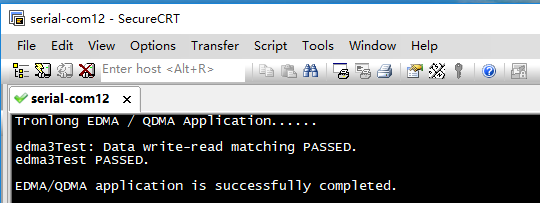 serial-com12 - SecureCRT
File Edit View Options Transfer Script Tools Window Help
Enter host <Alt+R>
serial-com12
Tronlong EDMA / QDMA Application......
edma3Test: Data write-read matching PASSED.
edma3Test PASSED.
EDMA/QDMA application is successfully completed.